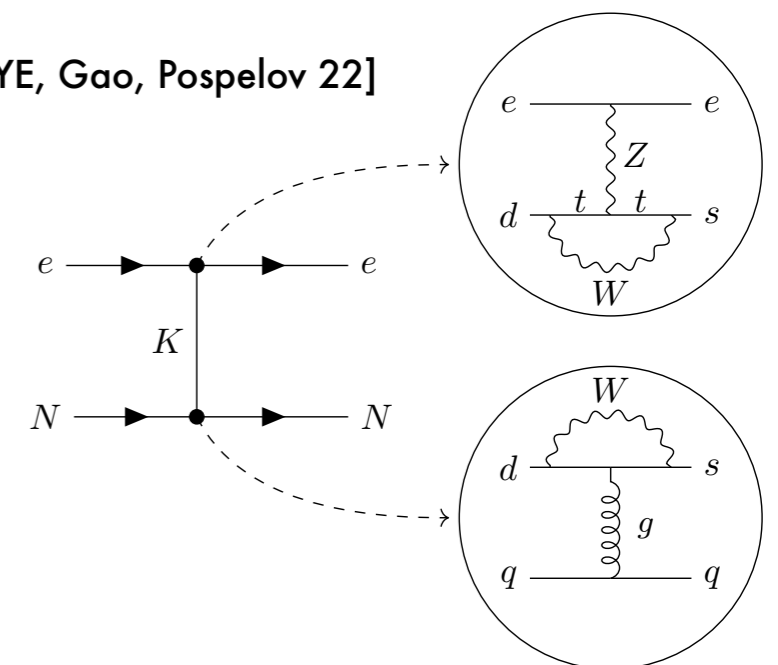 YE, Gao, Pospelov 22]
e e
Z
d t t s
W
e e
K
N N
W
d s
g
q q